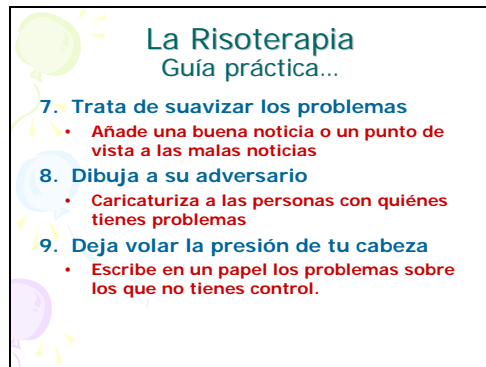 La Risoterapia
Guía práctica...
7. Trata de suavizar los problemas
• Añade una buena noticia o un punto de
vista a las malas noticias
8. Dibuja a su adversario
• Caricaturiza a las personas con quiénes
tienes problemas
9. Deja volar la presión de tu cabeza
• Escribe en un papel los problemas sobre
los que no tienes control.